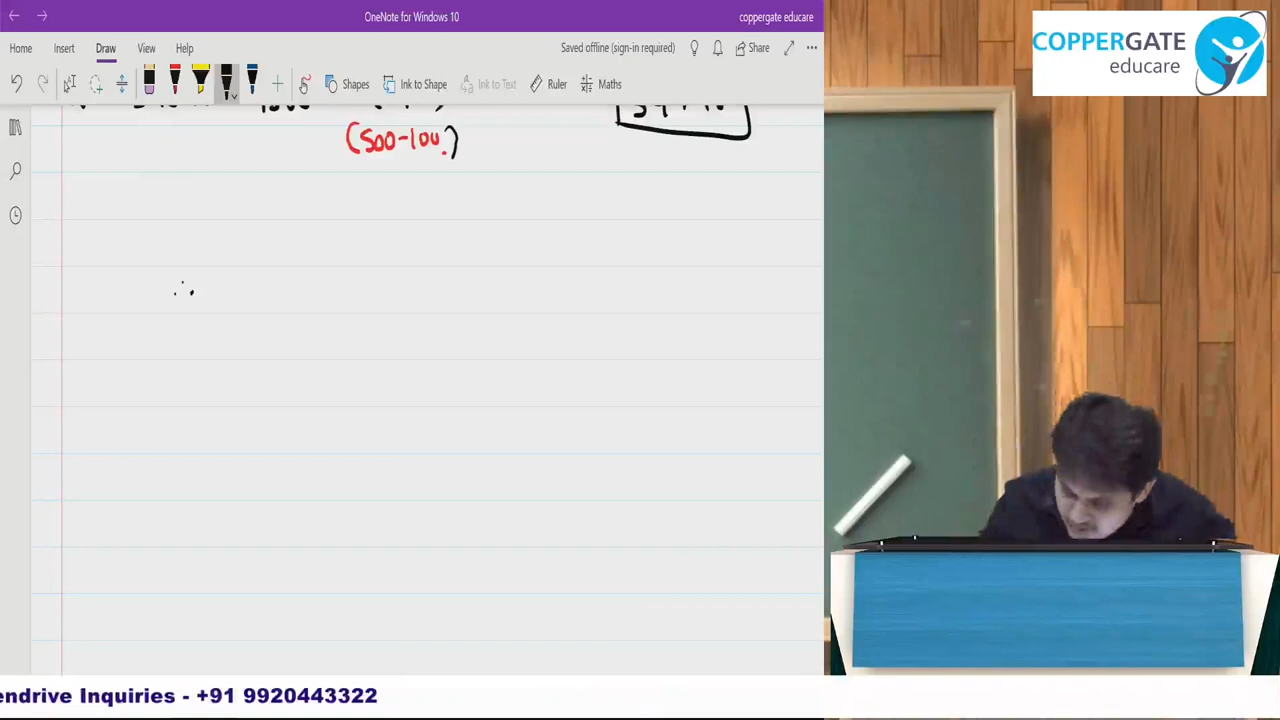 OneNote for Windows 10
coppergate educare
Home Insert Draw View Help
Saved offline (sign-in required)
Share
Shapes
Ink to Shape
Ink to Text
Ruler
Maths
(500-100.)
∴
COPPERGATE
educare
endrive Inquiries - +91 9920443322